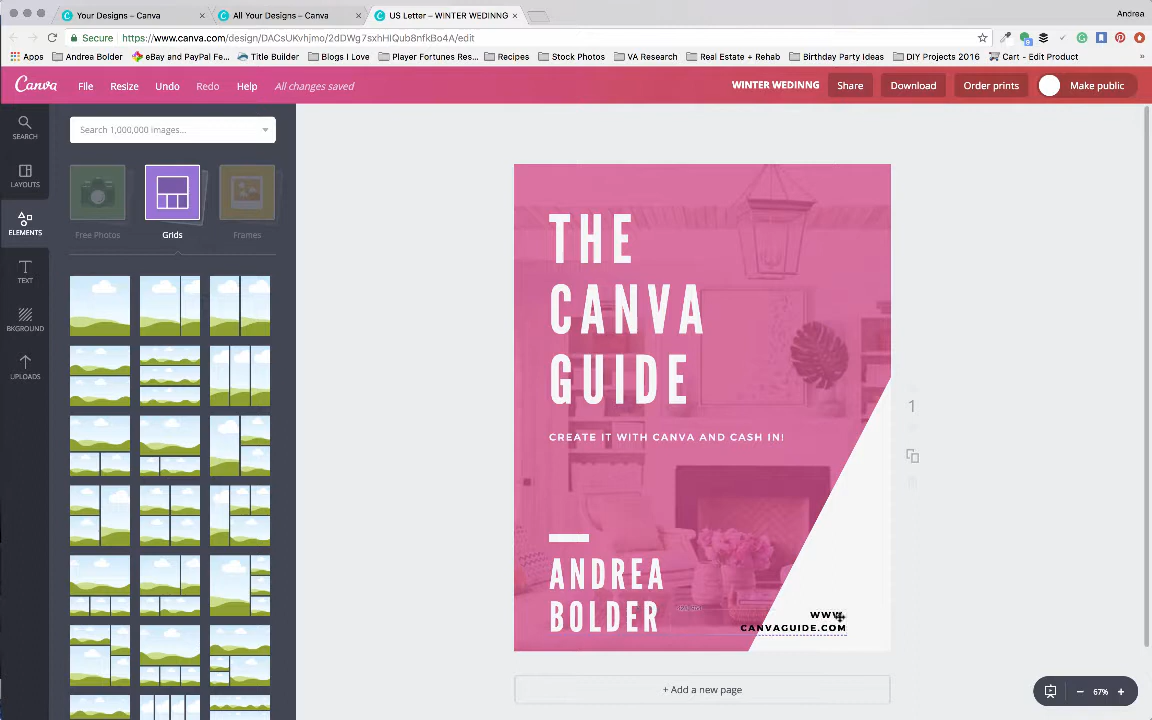 Your Designs – Canva
All Your Designs – Canva
US Letter – WINTER WEDINNG
Andrea
Secure
https://www.canva.com/design/DACsUKvhjmo/2dDWg7sxhHIQub8nfkBo4A/edit
Apps
Andrea Bolder
eBay and PayPal Fe...
Title Builder
Blogs I Love
Player Fortunes Res...
Recipes
Stock Photos
VA Research
Real Estate + Rehab
Birthday Party Ideas
DIY Projects 2016
Cart - Edit Product
»
Canva
File
Resize
Undo
Redo
Help
All changes saved
WINTER WEDINNG
Share
Download
Order prints
Make public
SEARCH
LAYOUTS
ELEMENTS
TEXT
BKGROUND
UPLOADS
Search 1,000,000 images...
Free Photos
Grids
Frames
THE
CANVA
GUIDE
CREATE IT WITH CANVA AND CASH IN!
ANDREA
BOLDER
WWW.
CANVAGUIDE.COM
1
+ Add a new page
67%